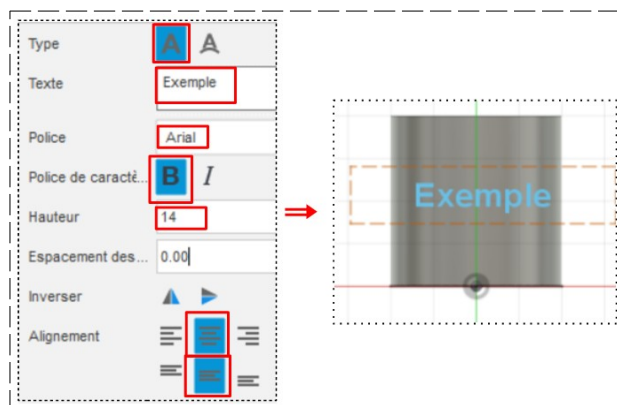 Type A A
Texte Exemple
Police Arial
Police de caractè... B I
Hauteur 14
Espacement des... 0.00
Inverser
Alignement
Exemple